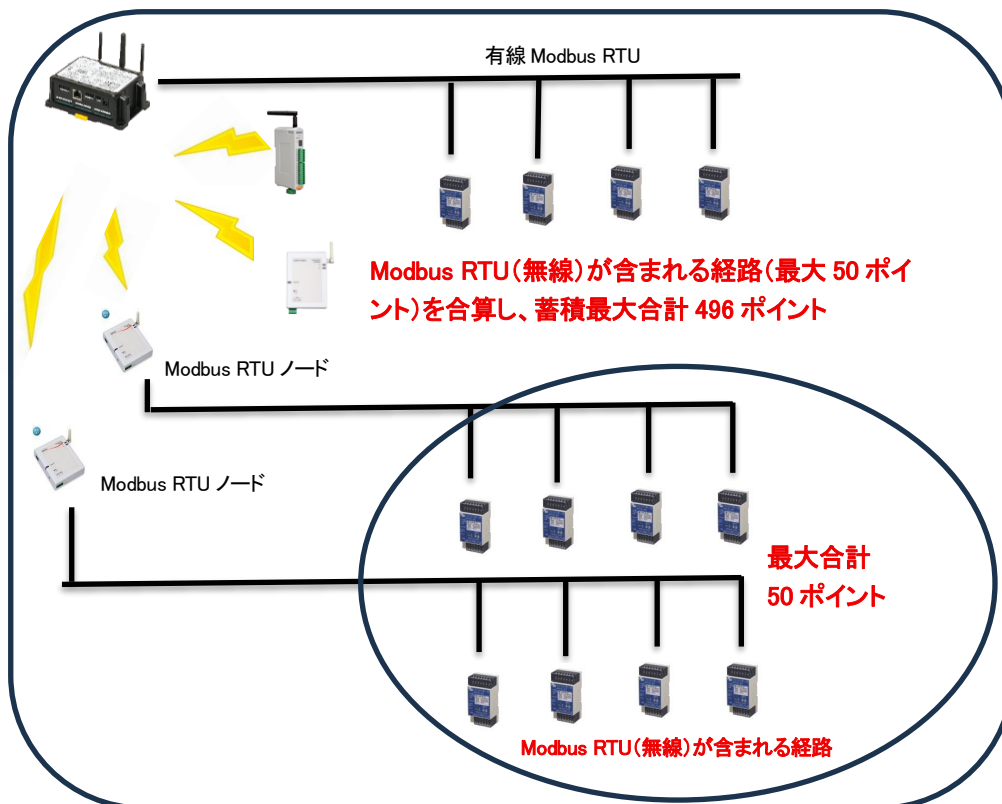 有線 Modbus RTU
Modbus RTU（無線）が含まれる経路（最大 50 ポイ
ント）を合算し、蓄積最大合計 496 ポイント
Modbus RTU ノード
Modbus RTU ノード
最大合計
50 ポイント
Modbus RTU（無線）が含まれる経路